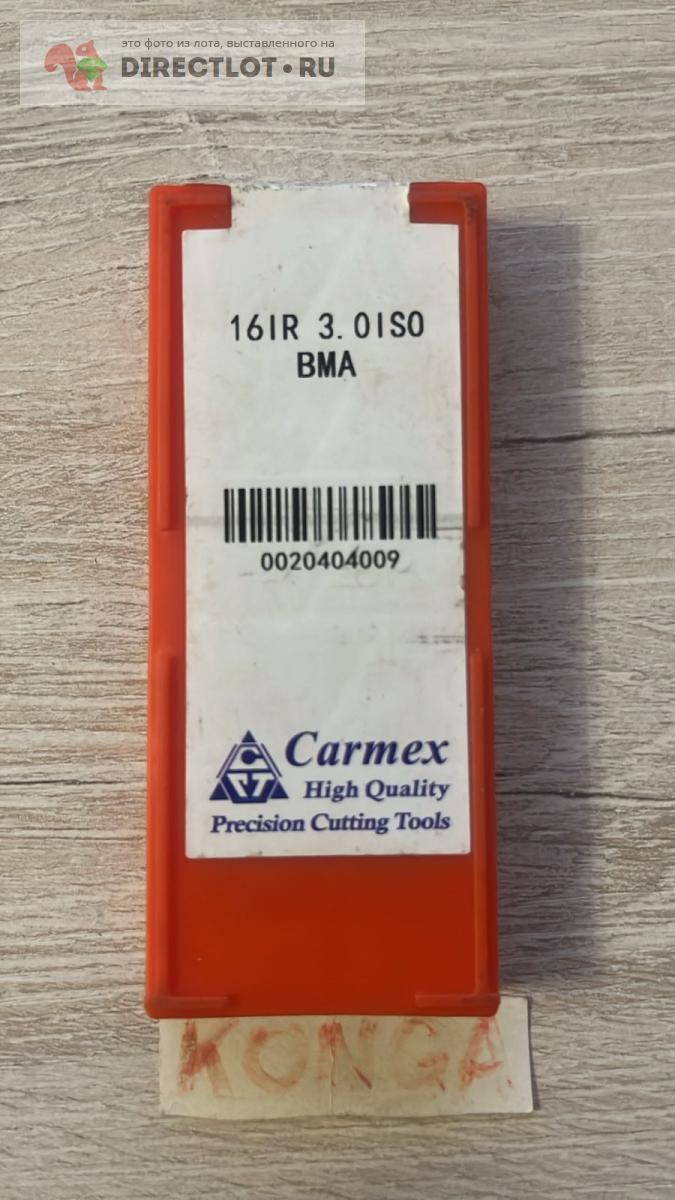 это фото из лота, выставленного на
DIRECTLOT•RU
16IR 3.0ISO
BMA
0020404009
Carmex
High Quality
Precision Cutting Tools
KONGA